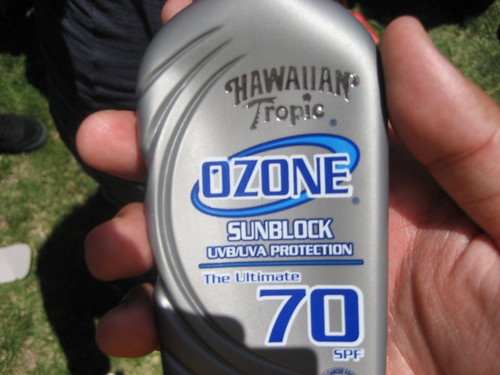 HAWAIIAN
Tropic®
OZONE®
SUNBLOCK
UVB/UVA PROTECTION
The Ultimate
70
SPF